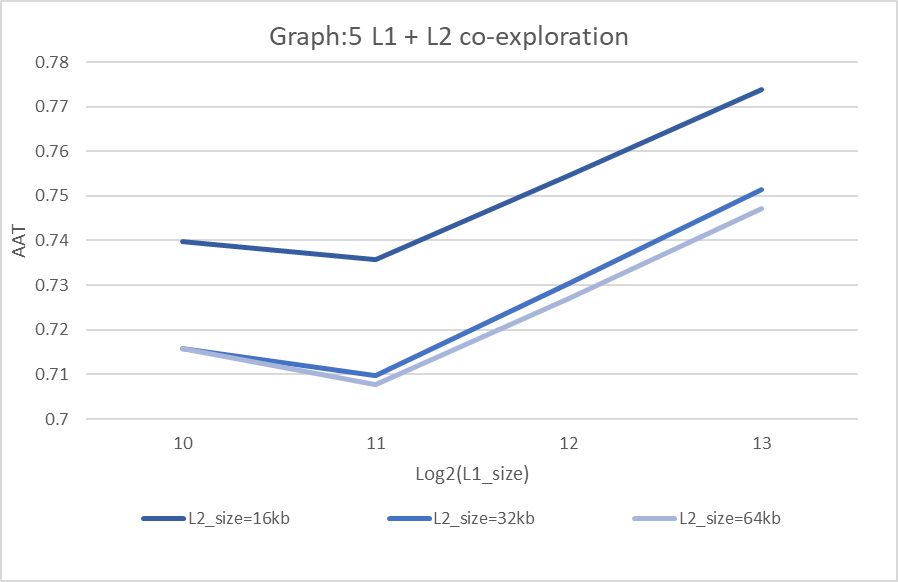 Graph:5 L1 + L2 co-exploration
0.78
0.77
0.76
0.75
0.74
0.73
0.72
0.71
0.7
AAT
10 11 12 13
Log2(L1_size)
L2_size=16kb L2_size=32kb L2_size=64kb